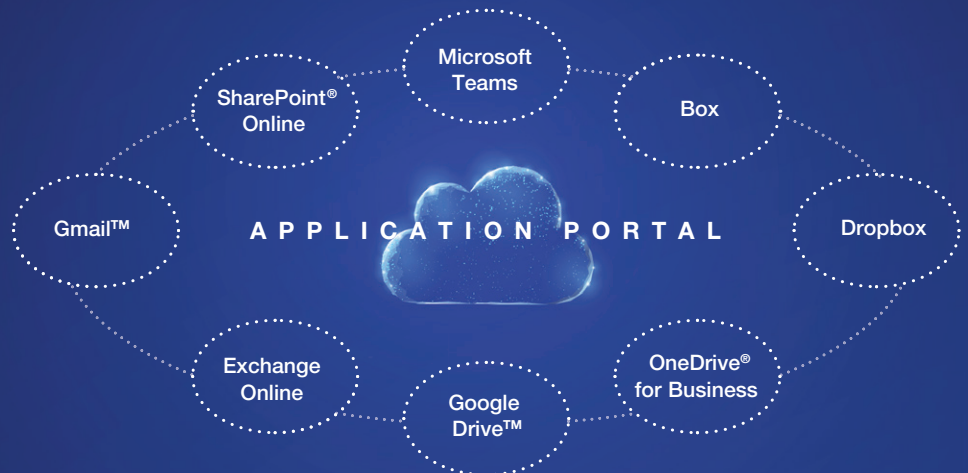 Microsoft
Teams
SharePoint®
Online
Box
Gmail™
APPLICATION PORTAL
Dropbox
Exchange
Online
OneDrive®
for Business
Google
Drive™